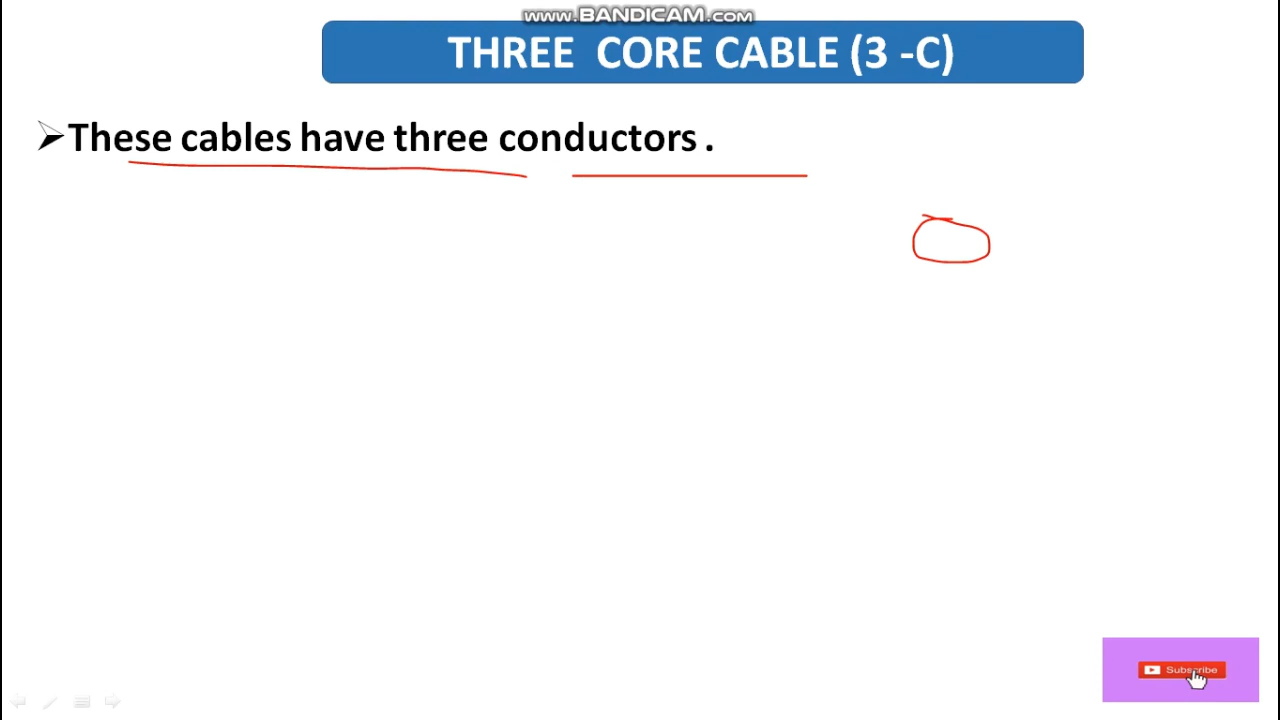 www.BANDICAM.com
THREE CORE CABLE (3 -C)
➢These cables have three conductors .
Subscribe